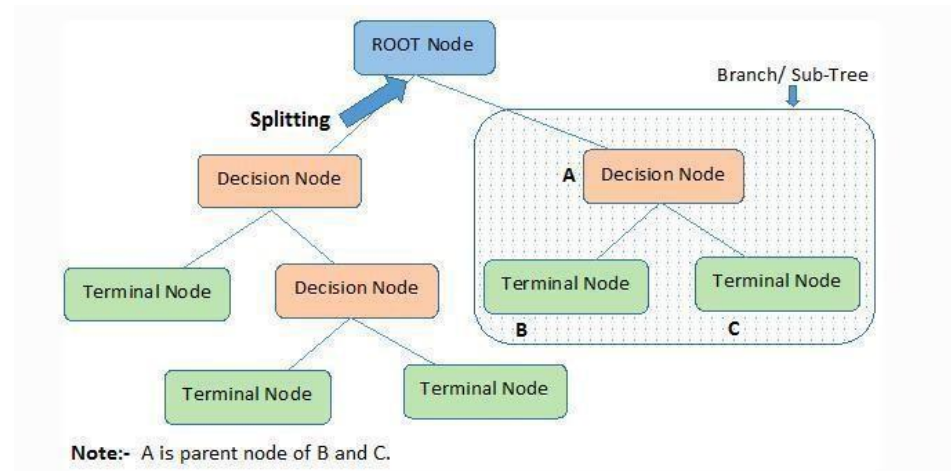 ROOT Node
Branch/ Sub-Tree
Splitting
Decision Node
A
Decision Node
Terminal Node
Decision Node
Terminal Node
Terminal Node
B
C
Terminal Node
Terminal Node
Note:- A is parent node of B and C.